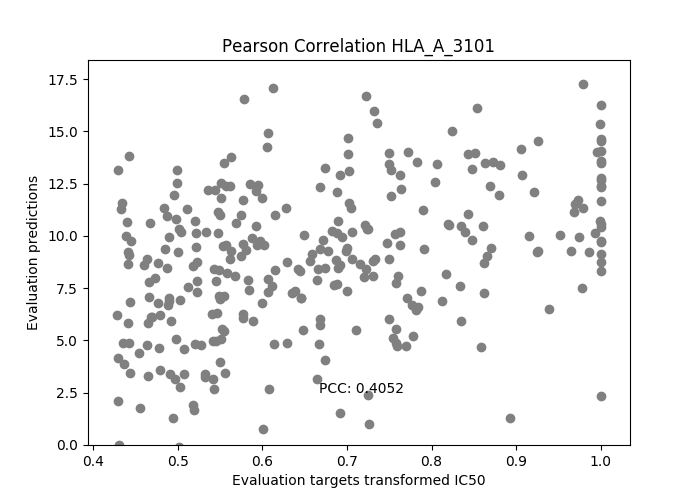 Pearson Correlation HLA_A_3101
17.5
15.0
12.5
10.0
7.5
5.0
2.5
0.0
Evaluation predictions
PCC: 0.4052
0.4 0.5 0.6 0.7 0.8 0.9 1.0
Evaluation targets transformed IC50